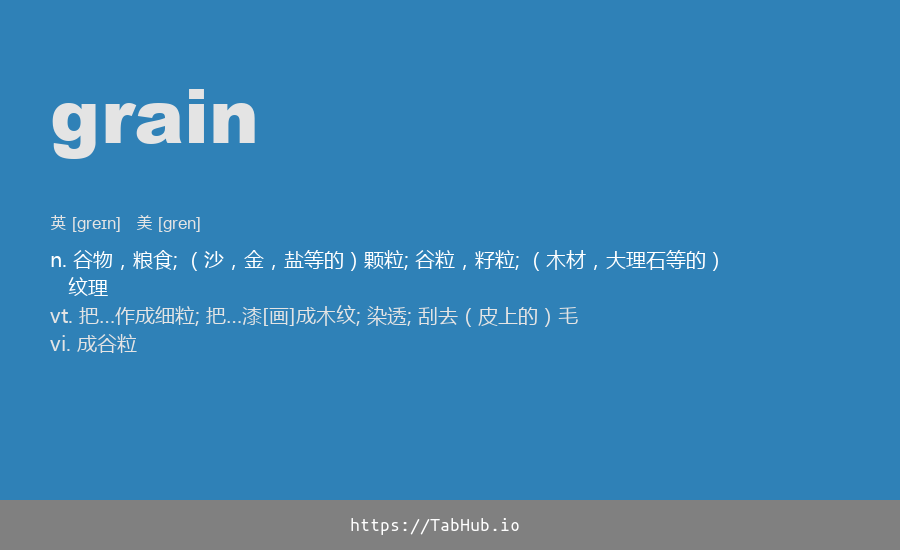 grain
英 [greɪn] 美 [gren]
n. 谷物，粮食; （沙，金，盐等的）颗粒; 谷粒，籽粒; （木材，大理石等的）
纹理
vt. 把...作成细粒; 把...漆[画]成木纹; 染透; 刮去（皮上的）毛
vi. 成谷粒
https://TabHub.io